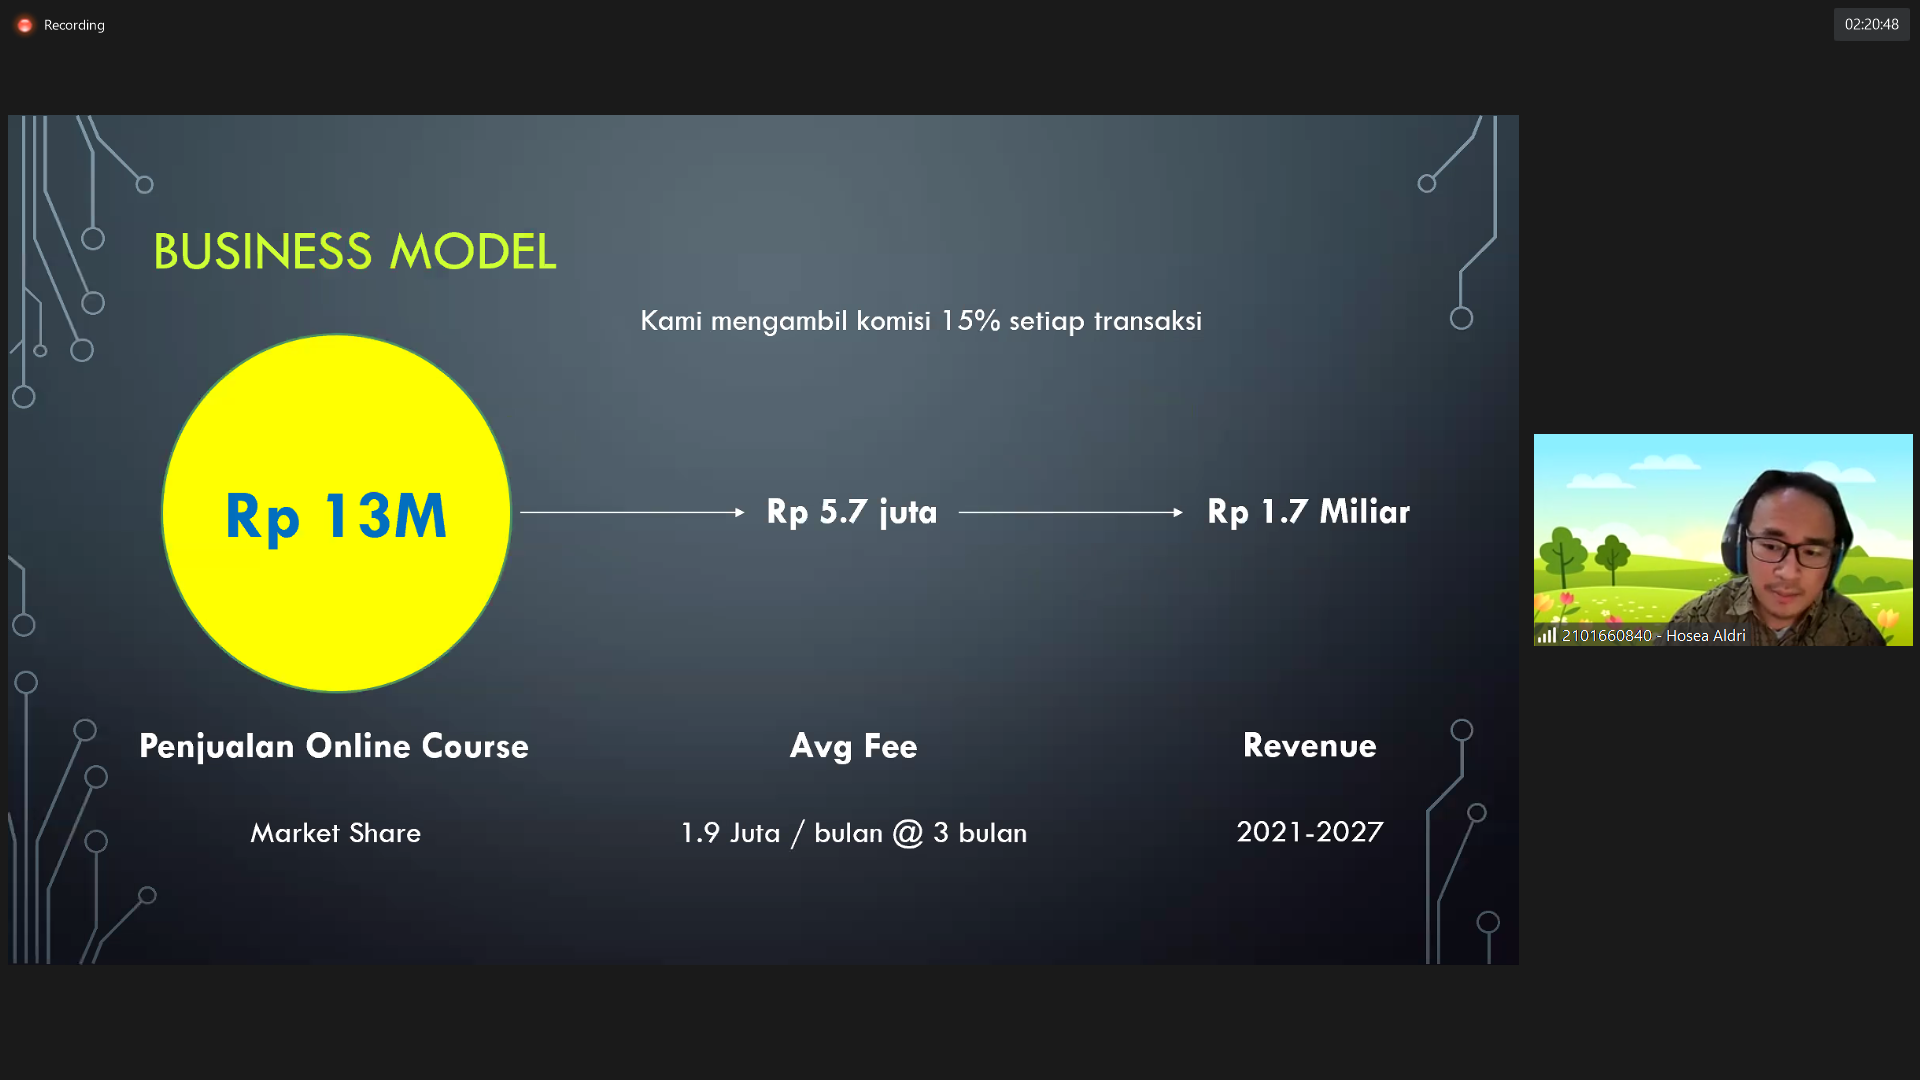 Recording
02:20:48
BUSINESS MODEL
Kami mengambil komisi 15% setiap transaksi
Rp 13M
Rp 5.7 juta
Rp 1.7 Miliar
Penjualan Online Course
Avg Fee
Revenue
Market Share
1.9 Juta / bulan @ 3 bulan
2021-2027
2101660840 - Hosea Aldri